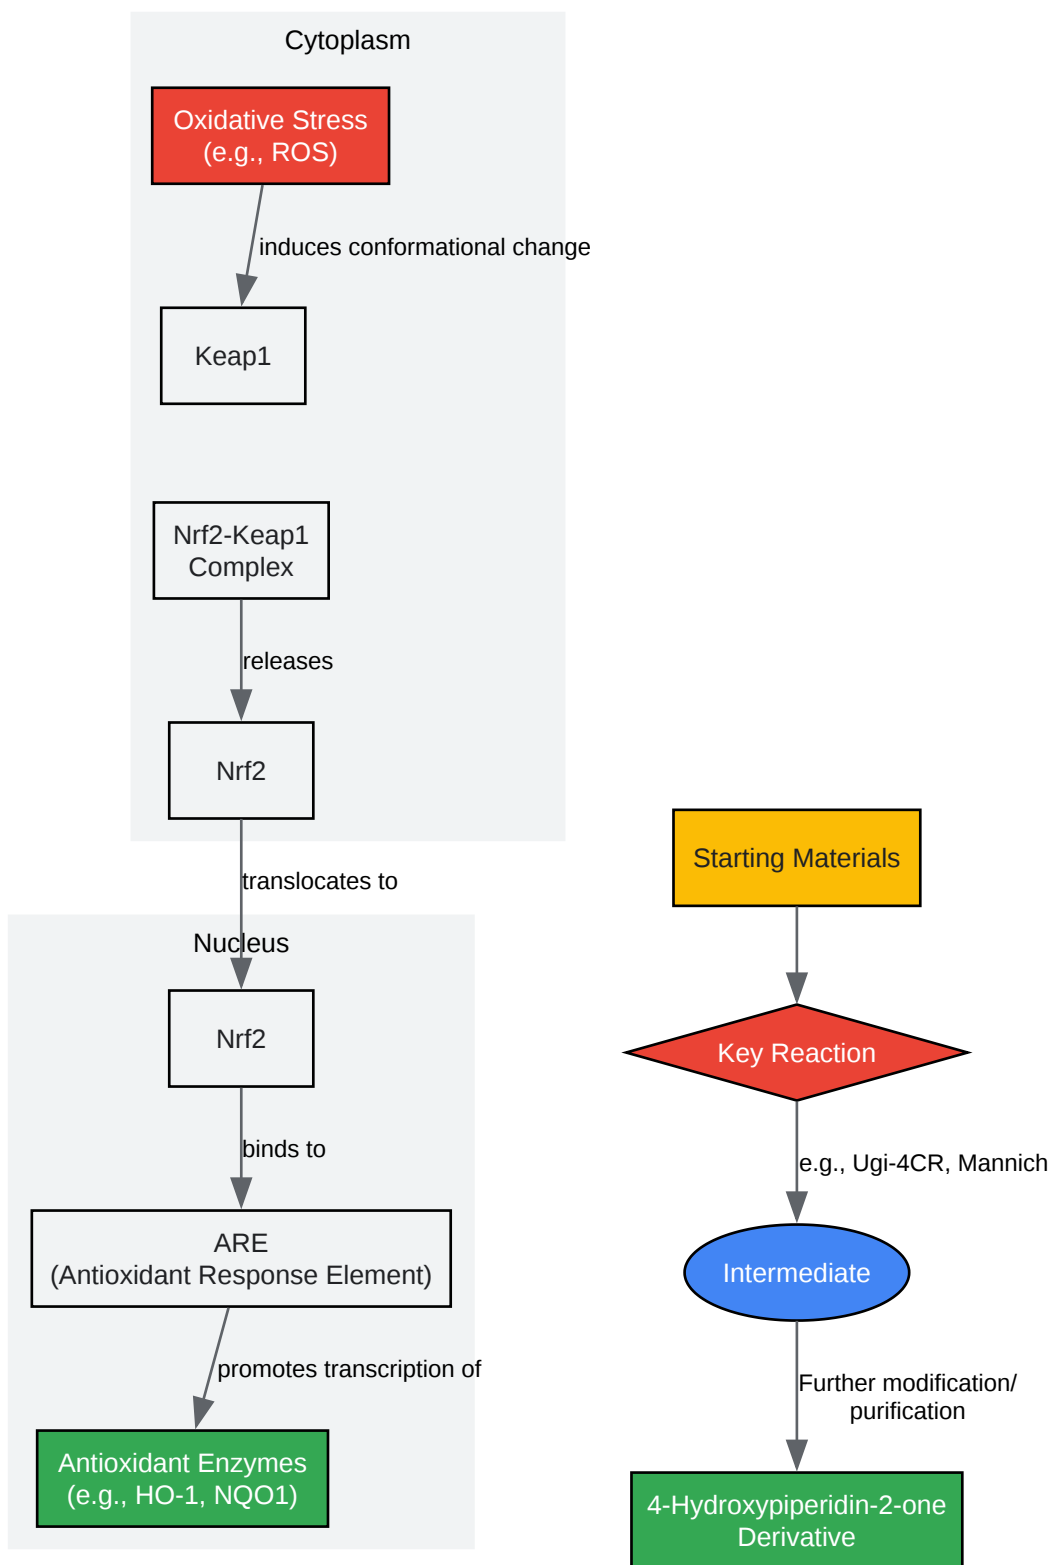 Cytoplasm
Oxidative Stress
(e.g., ROS)
induces conformational change
Keap1
Nrf2-Keap1
Complex
releases
Nrf2
translocates to
Nucleus
Nrf2
binds to
ARE
(Antioxidant Response Element)
promotes transcription of
Antioxidant Enzymes
(e.g., HO-1, NQO1)
Starting Materials
Key Reaction
e.g., Ugi-4CR, Mannich
Intermediate
Further modification/
purification
4-Hydroxypiperidin-2-one
Derivative